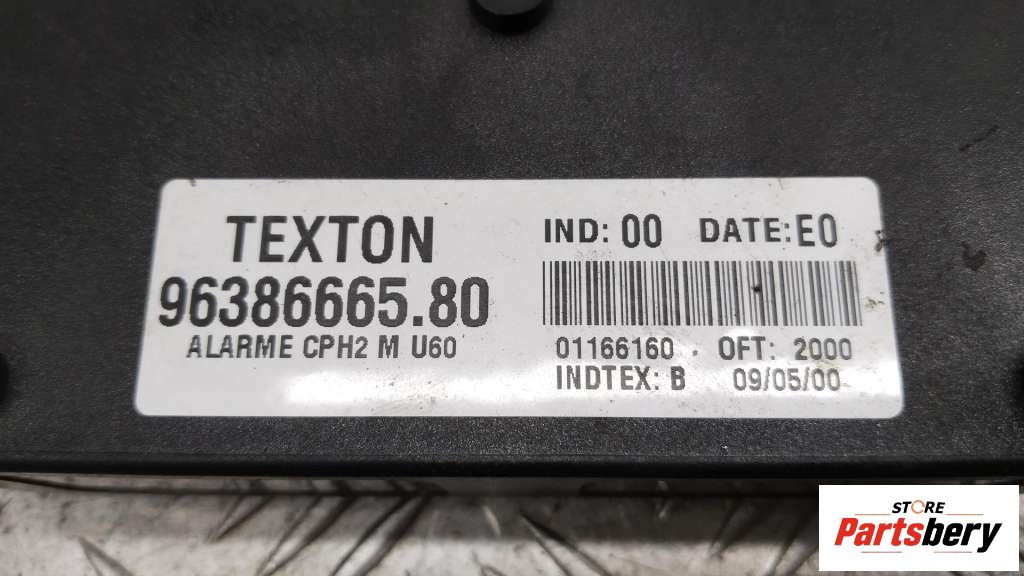 TEXTON
96386665.80
ALARME CPH2 M U60
IND: 00 DATE: E0
01166160 · OFT: 2000
INDTEX: B 09/05/00
STORE
Partsbery